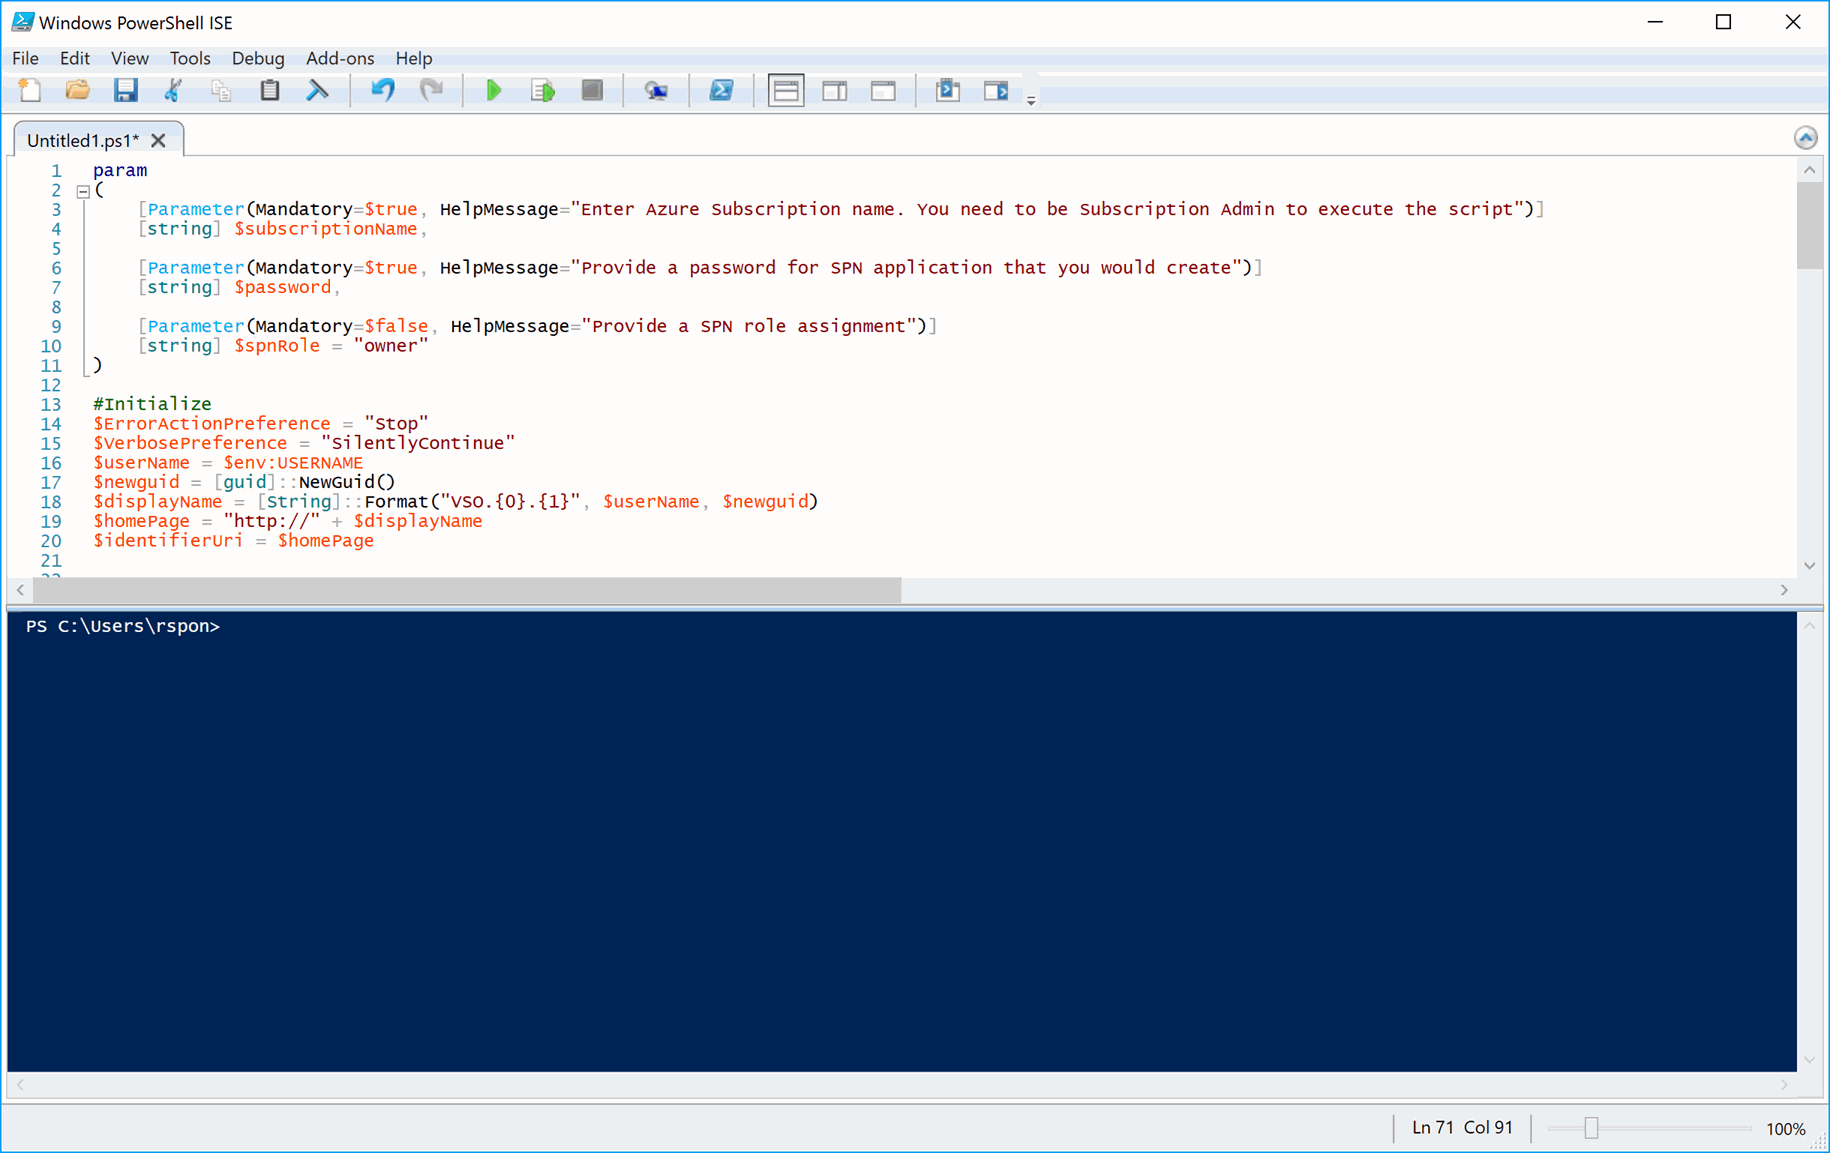 Windows PowerShell ISE
File Edit View Tools Debug Add-ons Help
Untitled1.ps1*
1 param
2 (
3 [Parameter(Mandatory=$true, HelpMessage="Enter Azure Subscription name. You need to be Subscription Admin to execute the script")]
4 [string] $subscriptionName,
5
6 [Parameter(Mandatory=$true, HelpMessage="Provide a password for SPN application that you would create")]
7 [string] $password,
8
9 [Parameter(Mandatory=$false, HelpMessage="Provide a SPN role assignment")]
10 [string] $spnRole = "owner"
11 )
12
13 #Initialize
14 $ErrorActionPreference = "Stop"
15 $VerbosePreference = "SilentlyContinue"
16 $userName = $env:USERNAME
17 $newguid = [guid]::NewGuid()
18 $displayName = [String]::Format("VSO.{0}.{1}", $userName, $newguid)
19 $homePage = "http://" + $displayName
20 $identifierUri = $homePage
21
PS C:\Users\rspon>
Ln 71 Col 91
100%